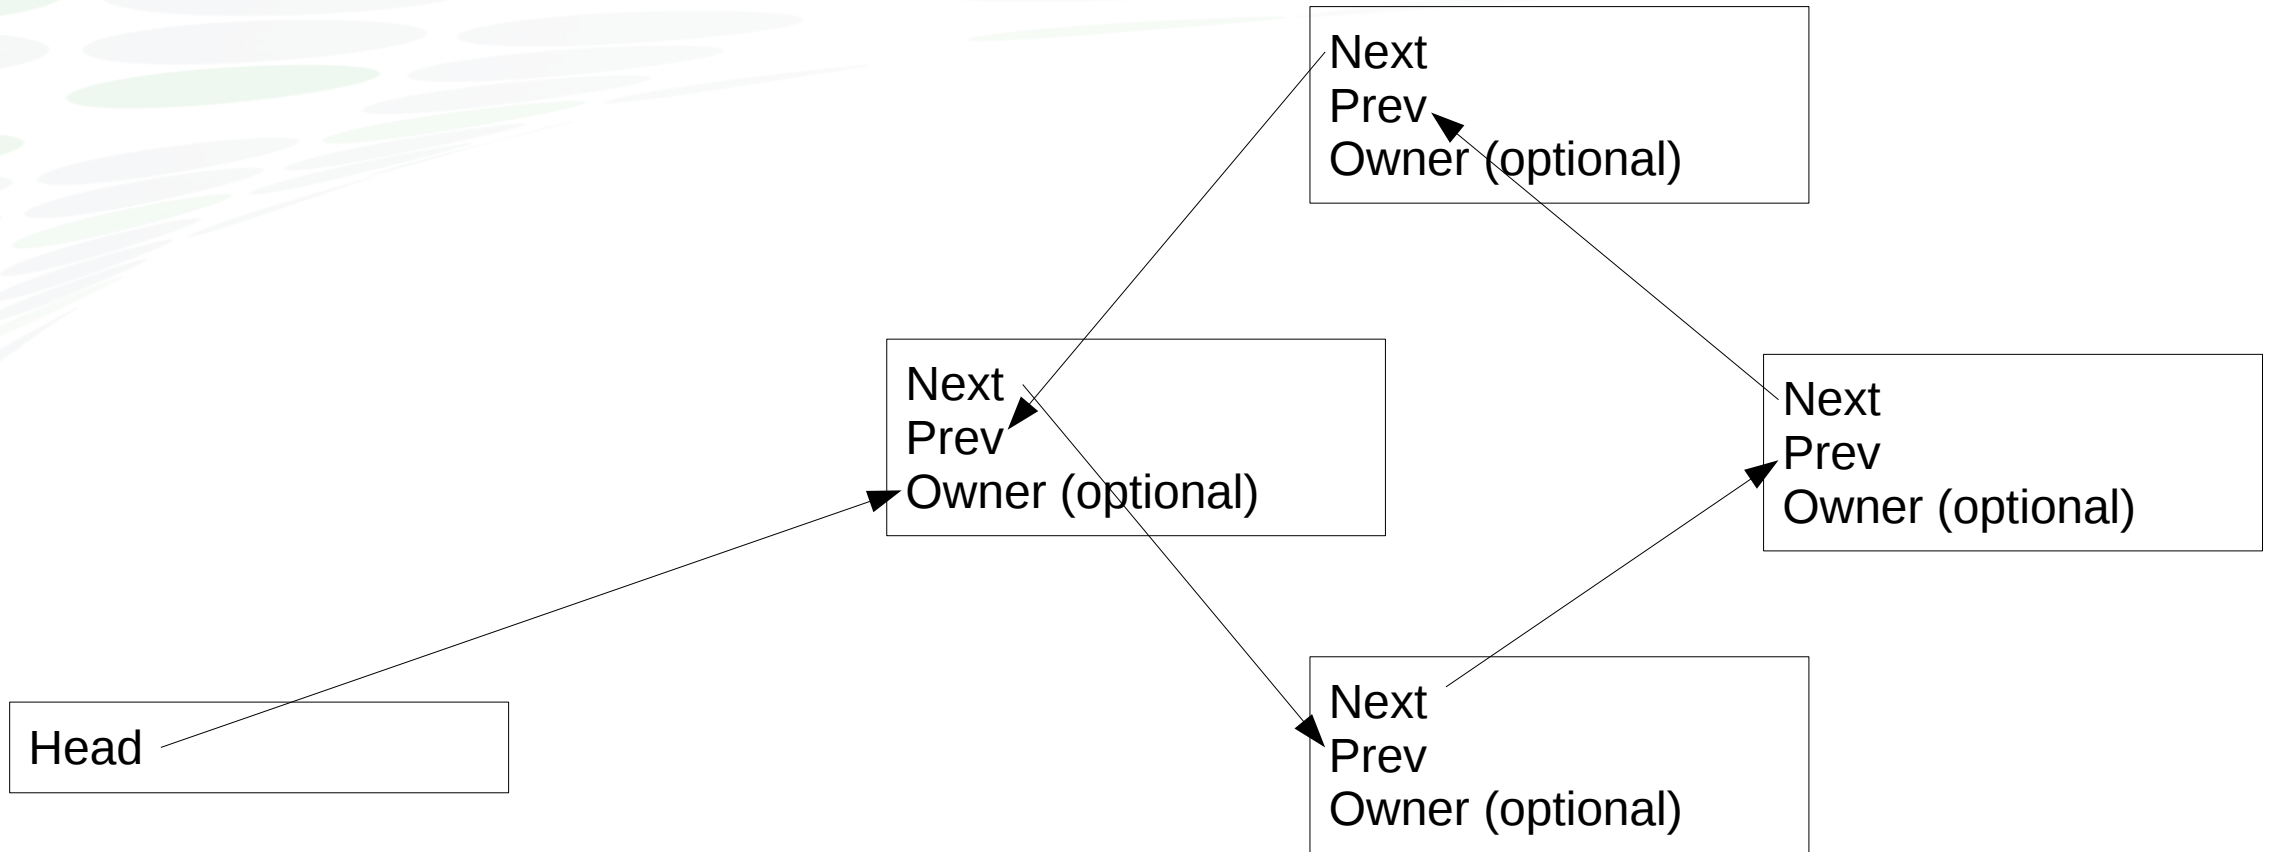 Next
Prev
Owner (optional)
Next
Prev
Owner (optional)
Next
Prev
Owner (optional)
Head
Next
Prev
Owner (optional)